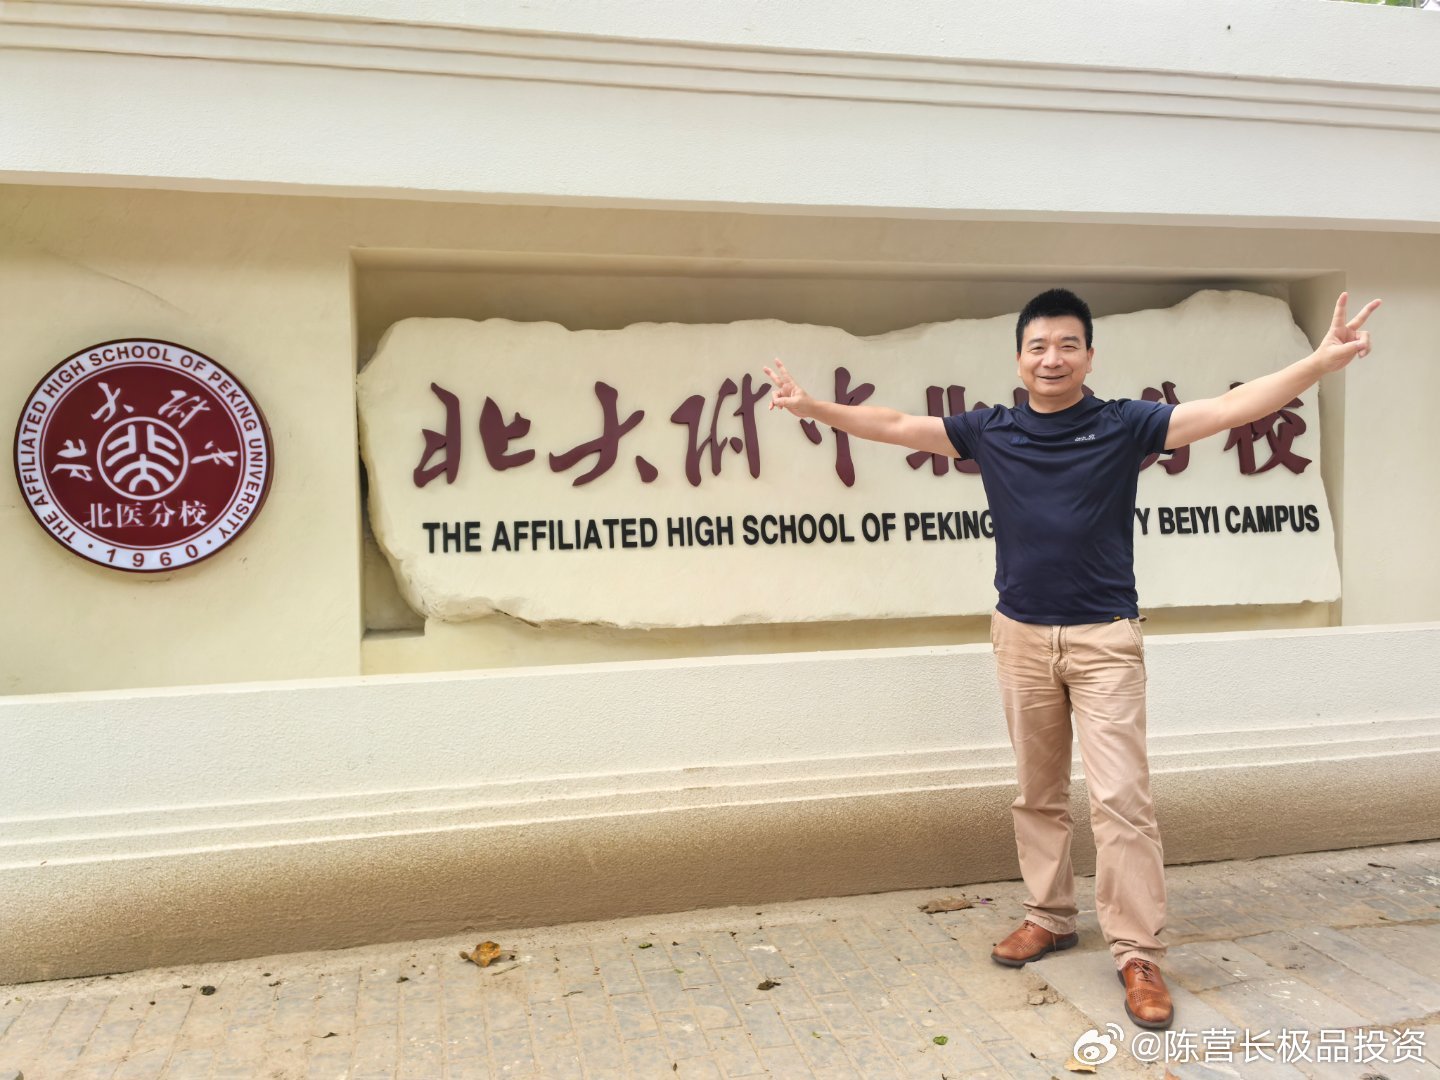 THE AFFILIATED HIGH SCHOOL OF PEKING UNIVERSITY
北大附中
北医分校
·1960·
北大附中北 分校
THE AFFILIATED HIGH SCHOOL OF PEKING Y BEIYI CAMPUS
@陈营长极品投资